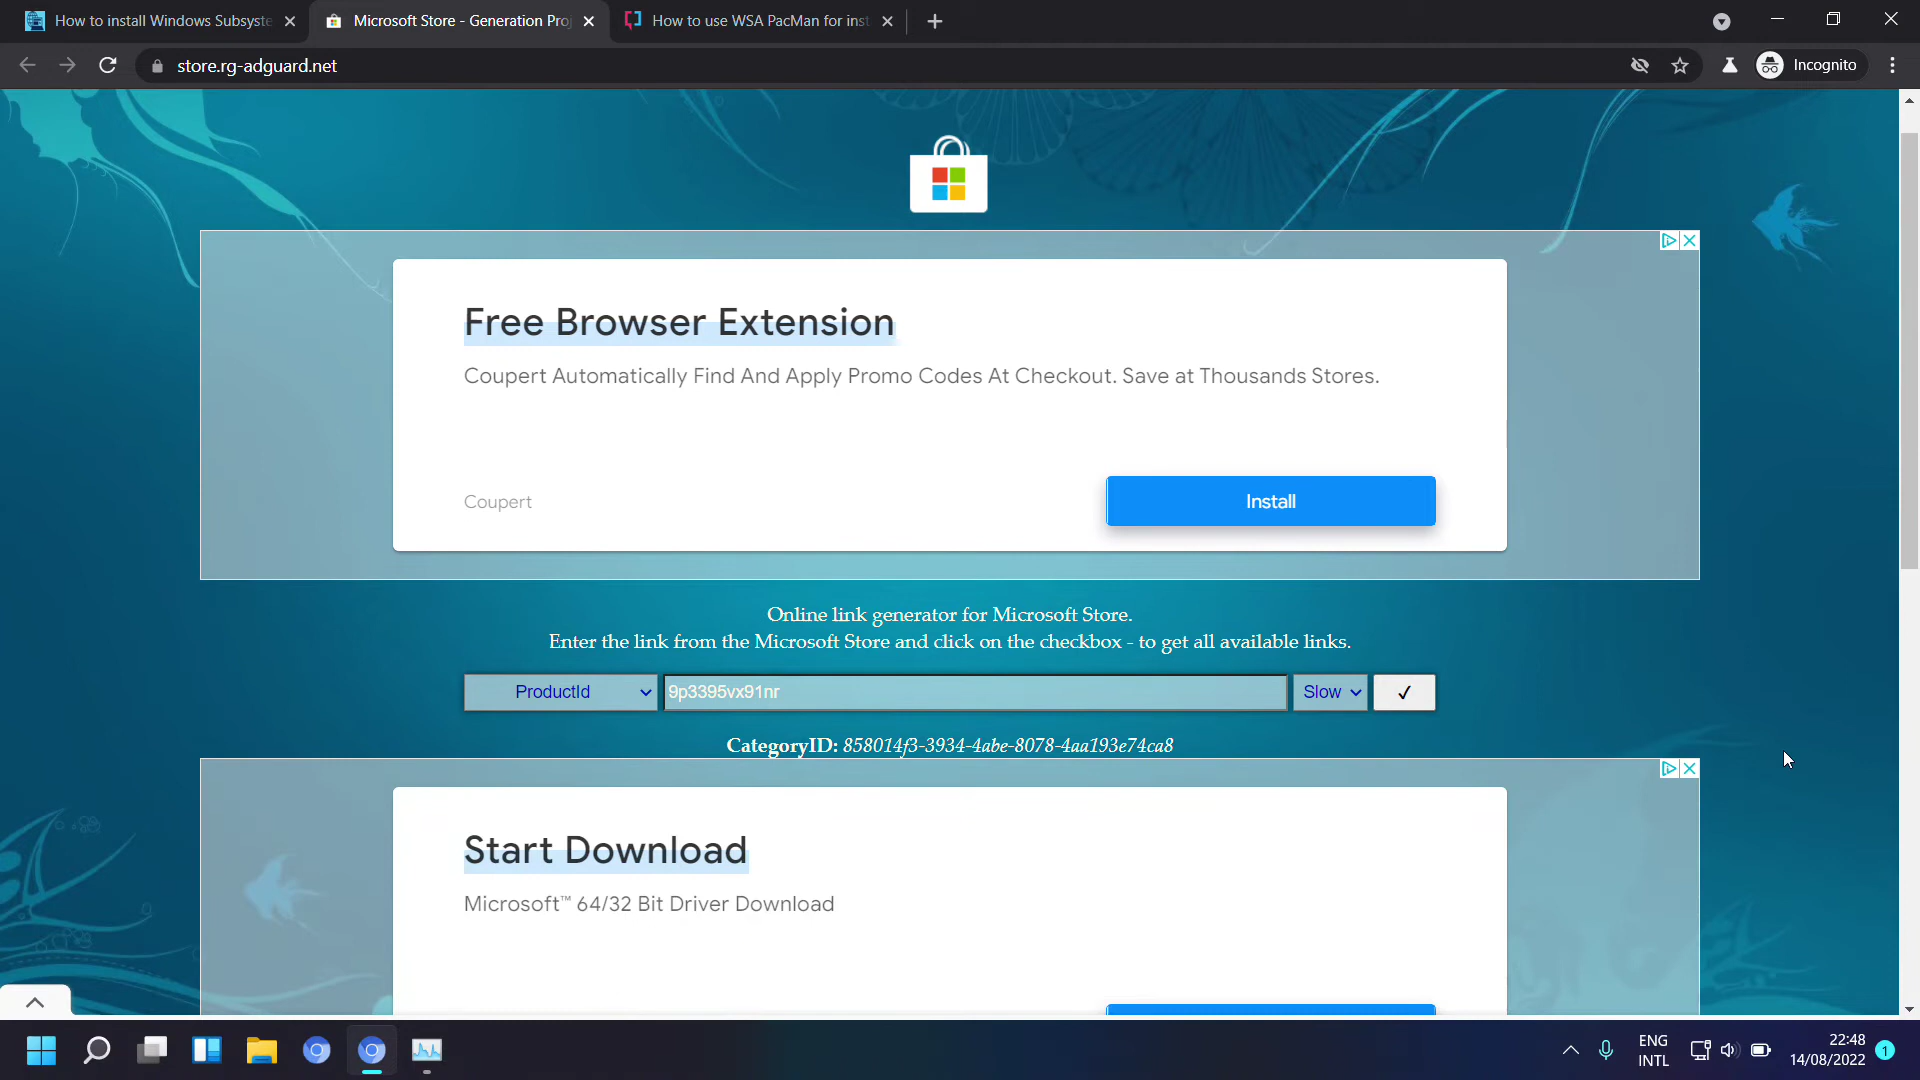 How to install Windows Subsyste
Microsoft Store - Generation Proj
How to use WSA PacMan for inst
store.rg-adguard.net
Incognito
Free Browser Extension
Coupert Automatically Find And Apply Promo Codes At Checkout. Save at Thousands Stores.
Coupert
Install
Online link generator for Microsoft Store.
Enter the link from the Microsoft Store and click on the checkbox - to get all available links.
ProductId
9p3395vx91nr
Slow
✓
CategoryID: 858014f3-3934-4abe-8078-4aa193e74ca8
Start Download
Microsoft™ 64/32 Bit Driver Download
ENG
INTL
22:48
14/08/2022
1